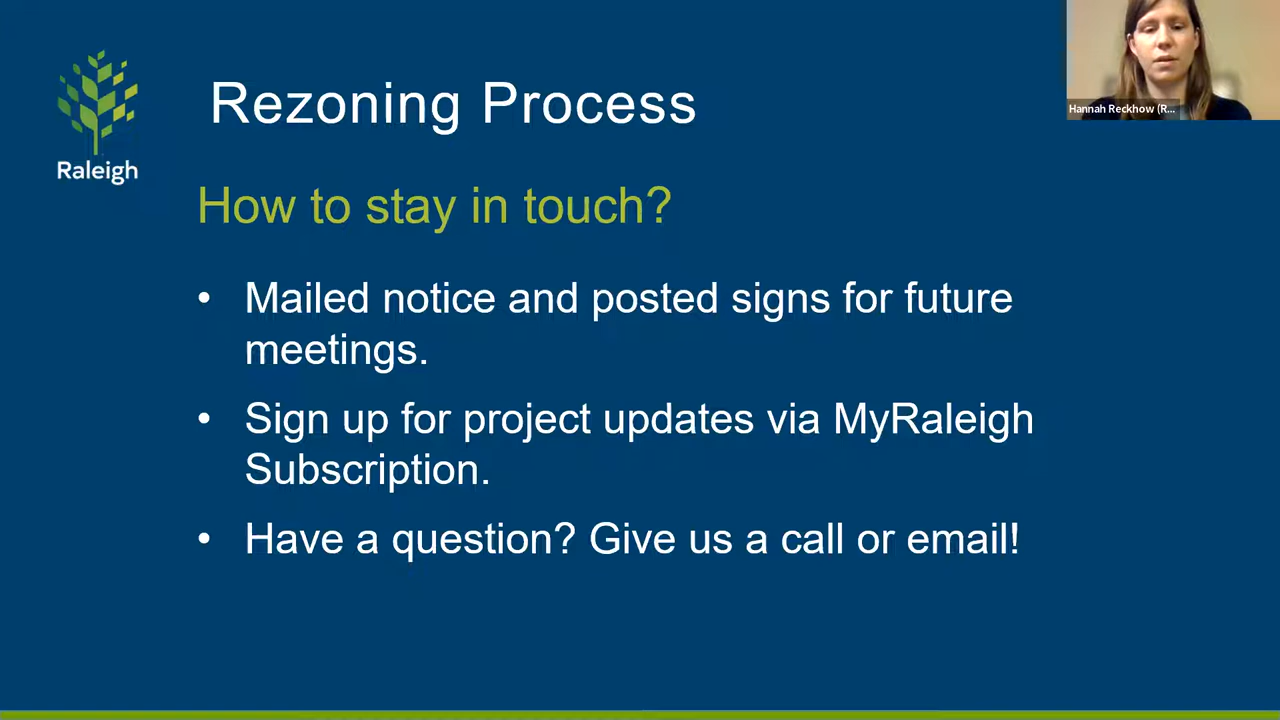 Rezoning Process
Raleigh
Hannah Reckhow (R...
How to stay in touch?
• Mailed notice and posted signs for future
meetings.
• Sign up for project updates via MyRaleigh
Subscription.
• Have a question? Give us a call or email!